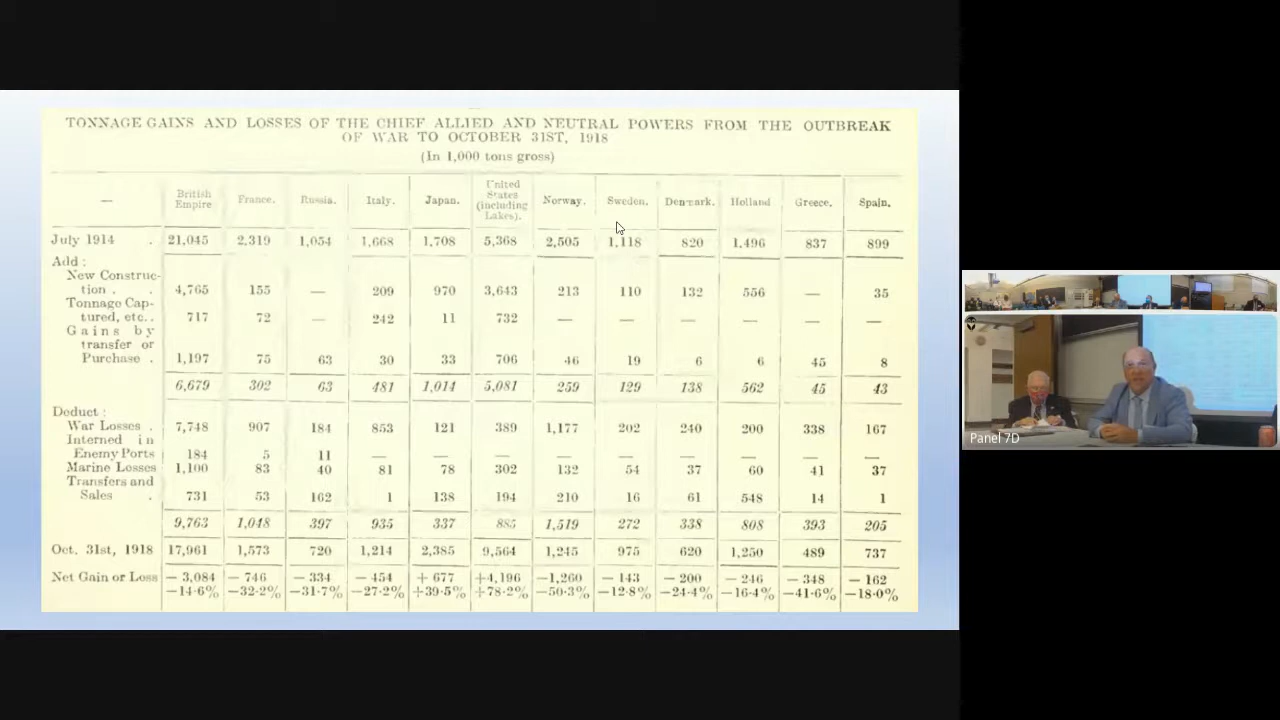 TONNAGE GAINS AND LOSSES OF THE CHIEF ALLIED AND NEUTRAL POWERS FROM THE OUTBREAK
OF WAR TO OCTOBER 31ST, 1918
(In 1,000 tons gross)
— British Empire France. Russia. Italy. Japan. United States (including Lakes). Norway. Sweden. Denmark. Holland Greece. Spain.
July 1914 . 21,045 2,319 1,054 1,668 1,708 5,368 2,505 1,118 820 1,496 837 899
Add :
New Construc-
tion . . 4,765 155 — 209 970 3,643 213 110 132 556 — 35
Tonnage Cap-
tured, etc. . 717 72 — 242 11 732 — — — — — —
Gains by
transfer or
Purchase . 1,197 75 63 30 33 706 46 19 6 6 45 8
6,679 302 63 481 1,014 5,081 259 129 138 562 45 43
Deduct :
War Losses . 7,748 907 184 853 121 389 1,177 202 240 200 338 167
Interned in
Enemy Ports 184 5 11 — — — — — — — — —
Marine Losses 1,100 83 40 81 78 302 132 54 37 60 41 37
Transfers and
Sales . 731 53 162 1 138 194 210 16 61 548 14 1
9,763 1,048 397 935 337 885 1,519 272 338 808 393 205
Oct. 31st, 1918 17,961 1,573 720 1,214 2,385 9,564 1,245 975 620 1,250 489 737
Net Gain or Loss — 3,084 — 746 — 334 — 454 + 677 +4,196 —1,260 — 143 — 200 — 246 — 348 — 162
—14·6% —32·2% —31·7% —27·2% +39·5% +78·2% —50·3% —12·8% —24·4% —16·4% —41·6% —18·0%
Panel 7D